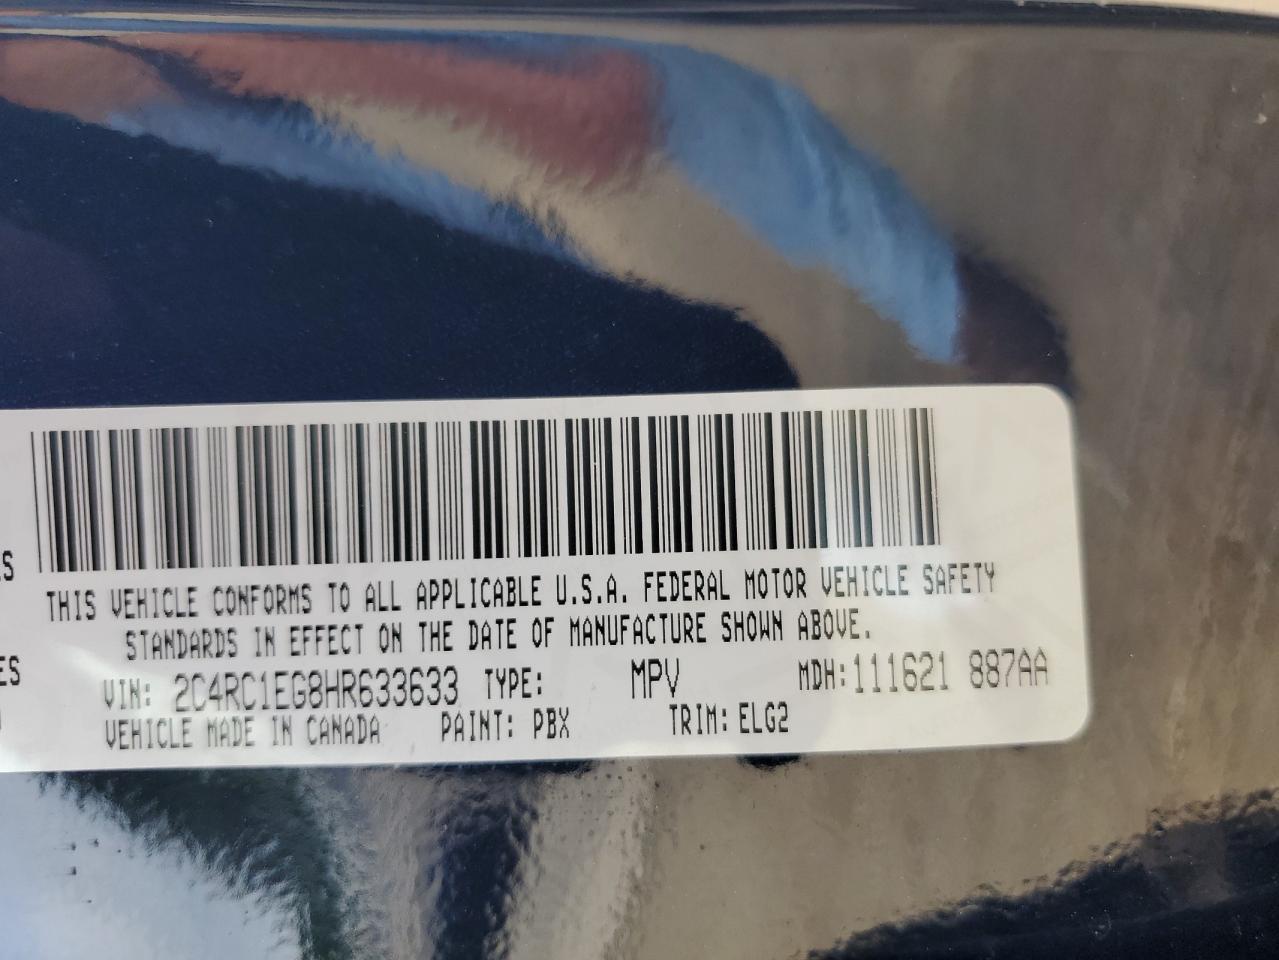 THIS VEHICLE CONFORMS TO ALL APPLICABLE U.S.A. FEDERAL MOTOR VEHICLE SAFETY
STANDARDS IN EFFECT ON THE DATE OF MANUFACTURE SHOWN ABOVE.
VIN: 2C4RC1EG8HR633633 TYPE: MPV MDH: 111621 887AA
VEHICLE MADE IN CANADA PAINT: PBX TRIM: ELG2